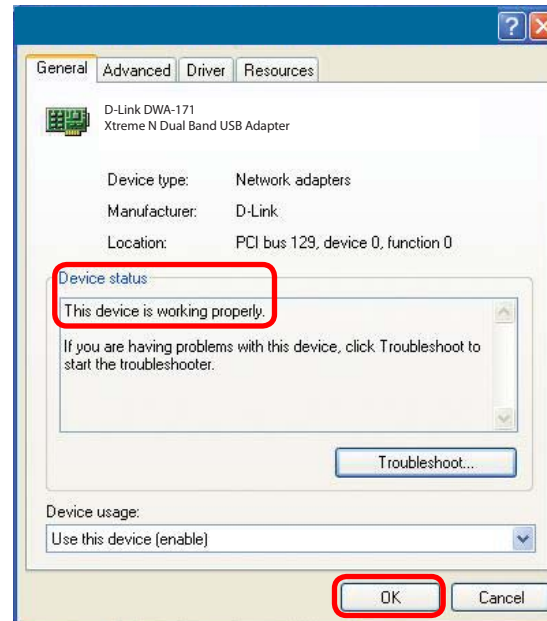 General Advanced Driver Resources
D-Link DWA-171
Xtreme N Dual Band USB Adapter
Device type: Network adapters
Manufacturer: D-Link
Location: PCI bus 129, device 0, function 0
Device status
This device is working properly.
If you are having problems with this device, click Troubleshoot to
start the troubleshooter.
Troubleshoot...
Device usage:
Use this device (enable)
OK Cancel